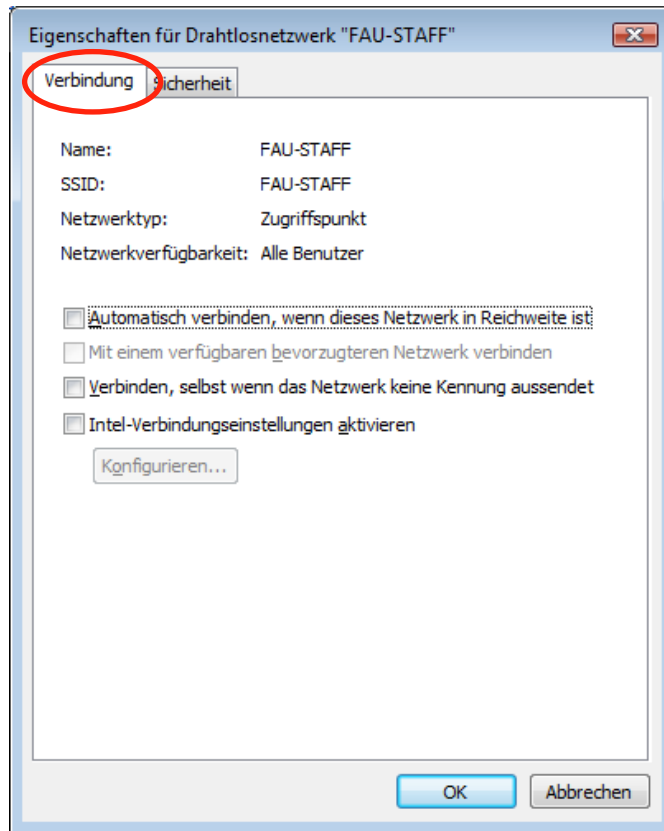 Eigenschaften für Drahtlosnetzwerk "FAU-STAFF"
Verbindung Sicherheit
Name: FAU-STAFF
SSID: FAU-STAFF
Netzwerktyp: Zugriffspunkt
Netzwerkverfügbarkeit: Alle Benutzer
Automatisch verbinden, wenn dieses Netzwerk in Reichweite ist
Mit einem verfügbaren bevorzugteren Netzwerk verbinden
Verbinden, selbst wenn das Netzwerk keine Kennung aussendet
Intel-Verbindungseinstellungen aktivieren
Konfigurieren...
OK Abbrechen